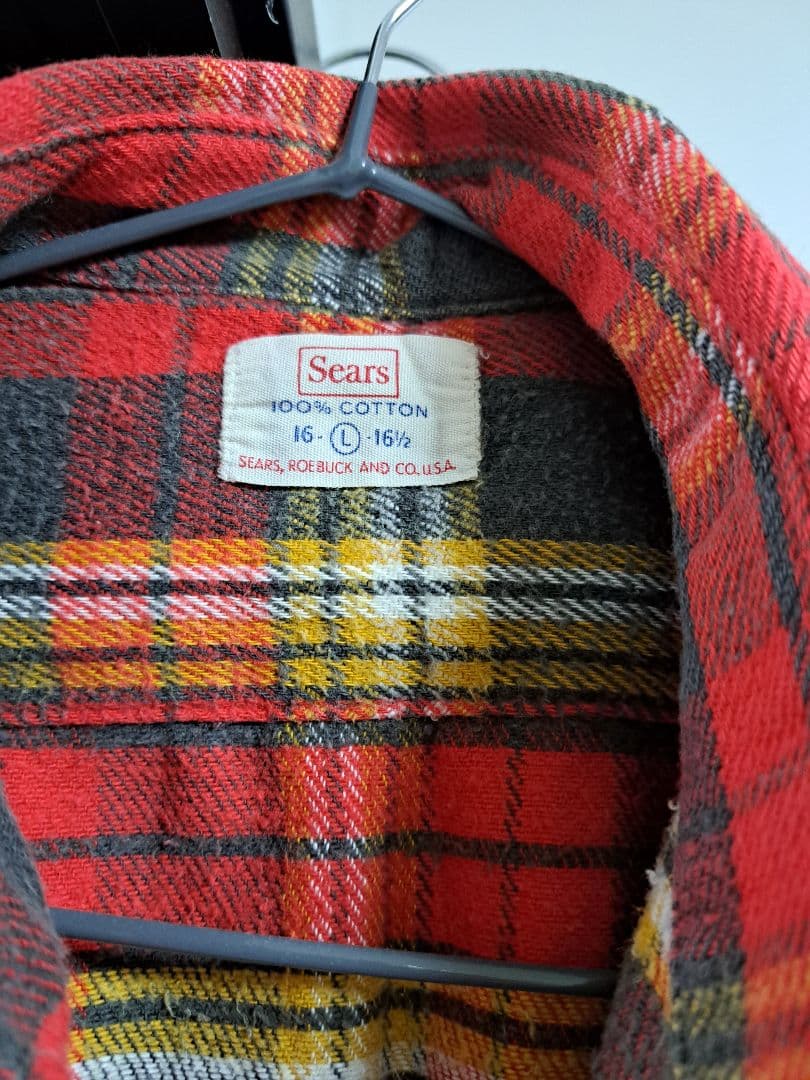 Sears
100% COTTON
16-Ⓛ-16½
SEARS, ROEBUCK AND CO. U.S.A.